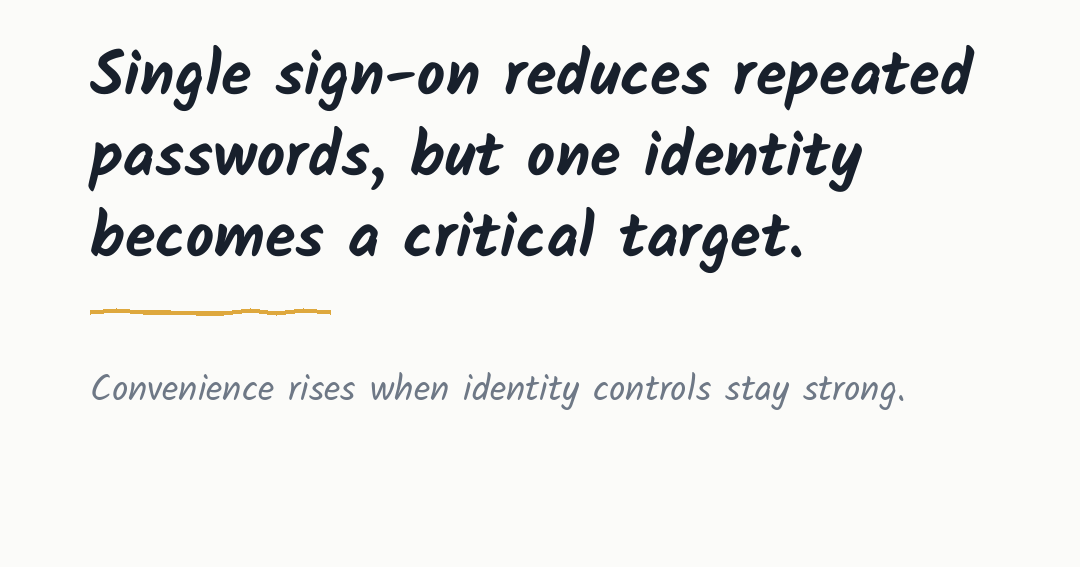 Single sign-on reduces repeated
passwords, but one identity
becomes a critical target.
Convenience rises when identity controls stay strong.